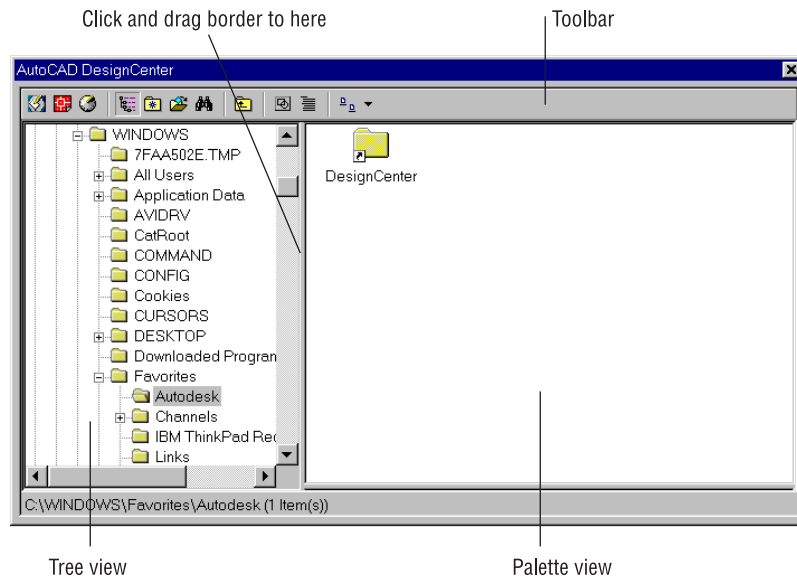 Click and drag border to here
Toolbar
AutoCAD DesignCenter
WINDOWS
7FAA502E.TMP
All Users
Application Data
AVIDRV
CatRoot
COMMAND
CONFIG
Cookies
CURSORS
DESKTOP
Downloaded Progran
Favorites
Autodesk
Channels
IBM ThinkPad Rec
Links
DesignCenter
C:\WINDOWS\Favorites\Autodesk (1 Item(s))
Tree view
Palette view